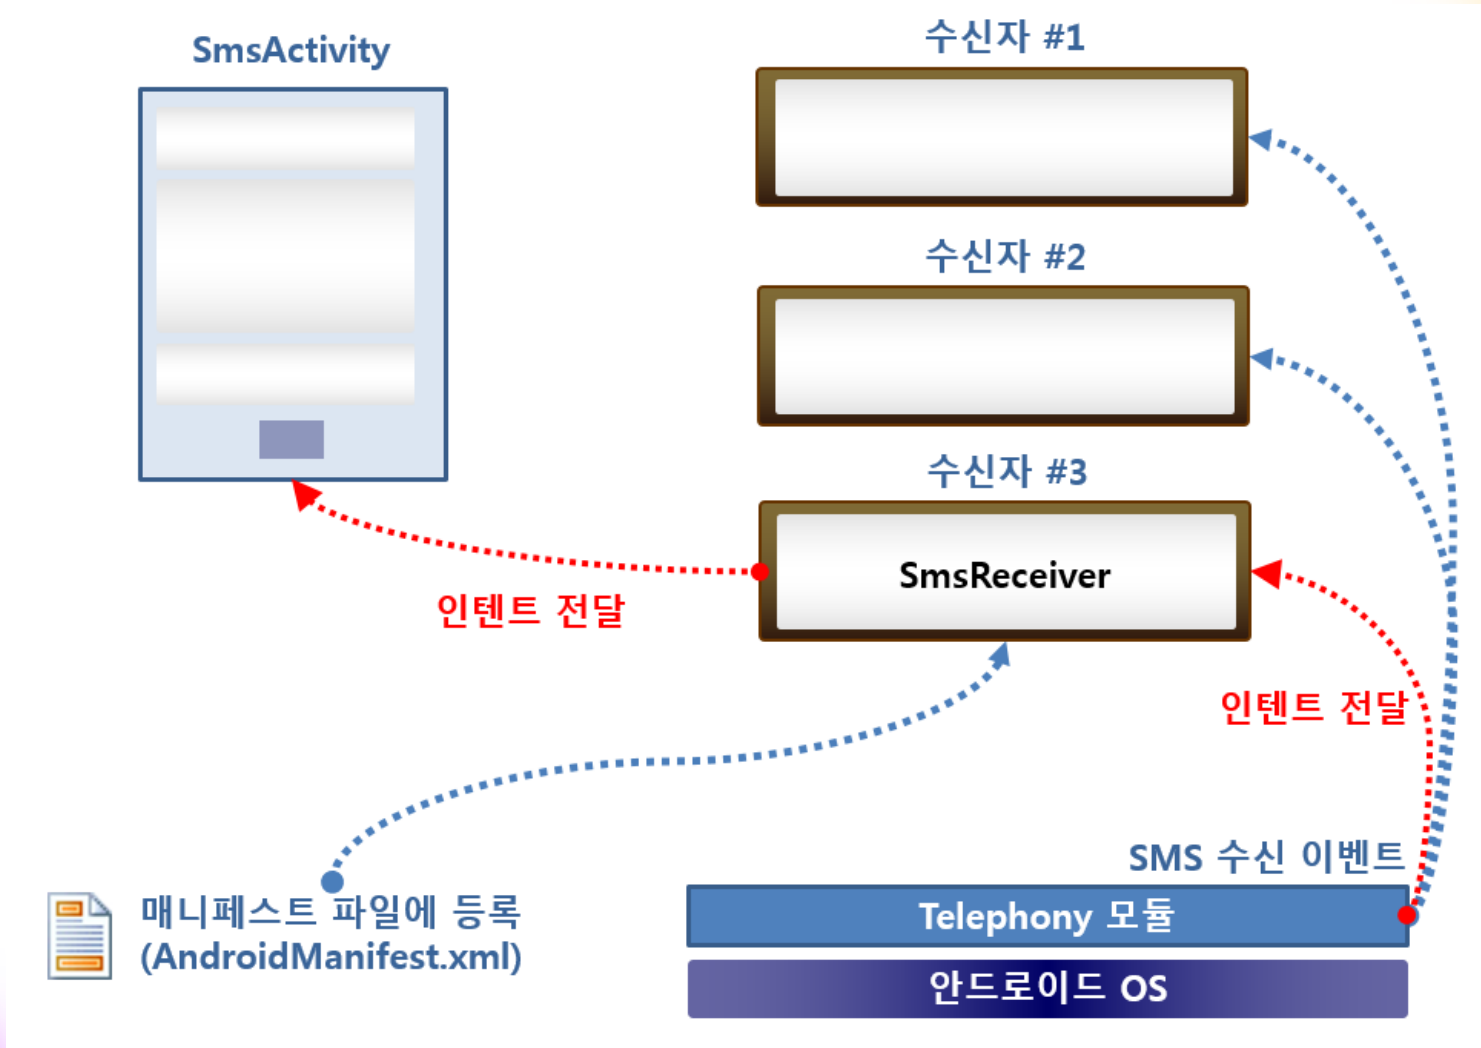 SmsActivity
수신자 #1
수신자 #2
수신자 #3
SmsReceiver
인텐트 전달
인텐트 전달
SMS 수신 이벤트
매니페스트 파일에 등록
(AndroidManifest.xml)
Telephony 모듈
안드로이드 OS